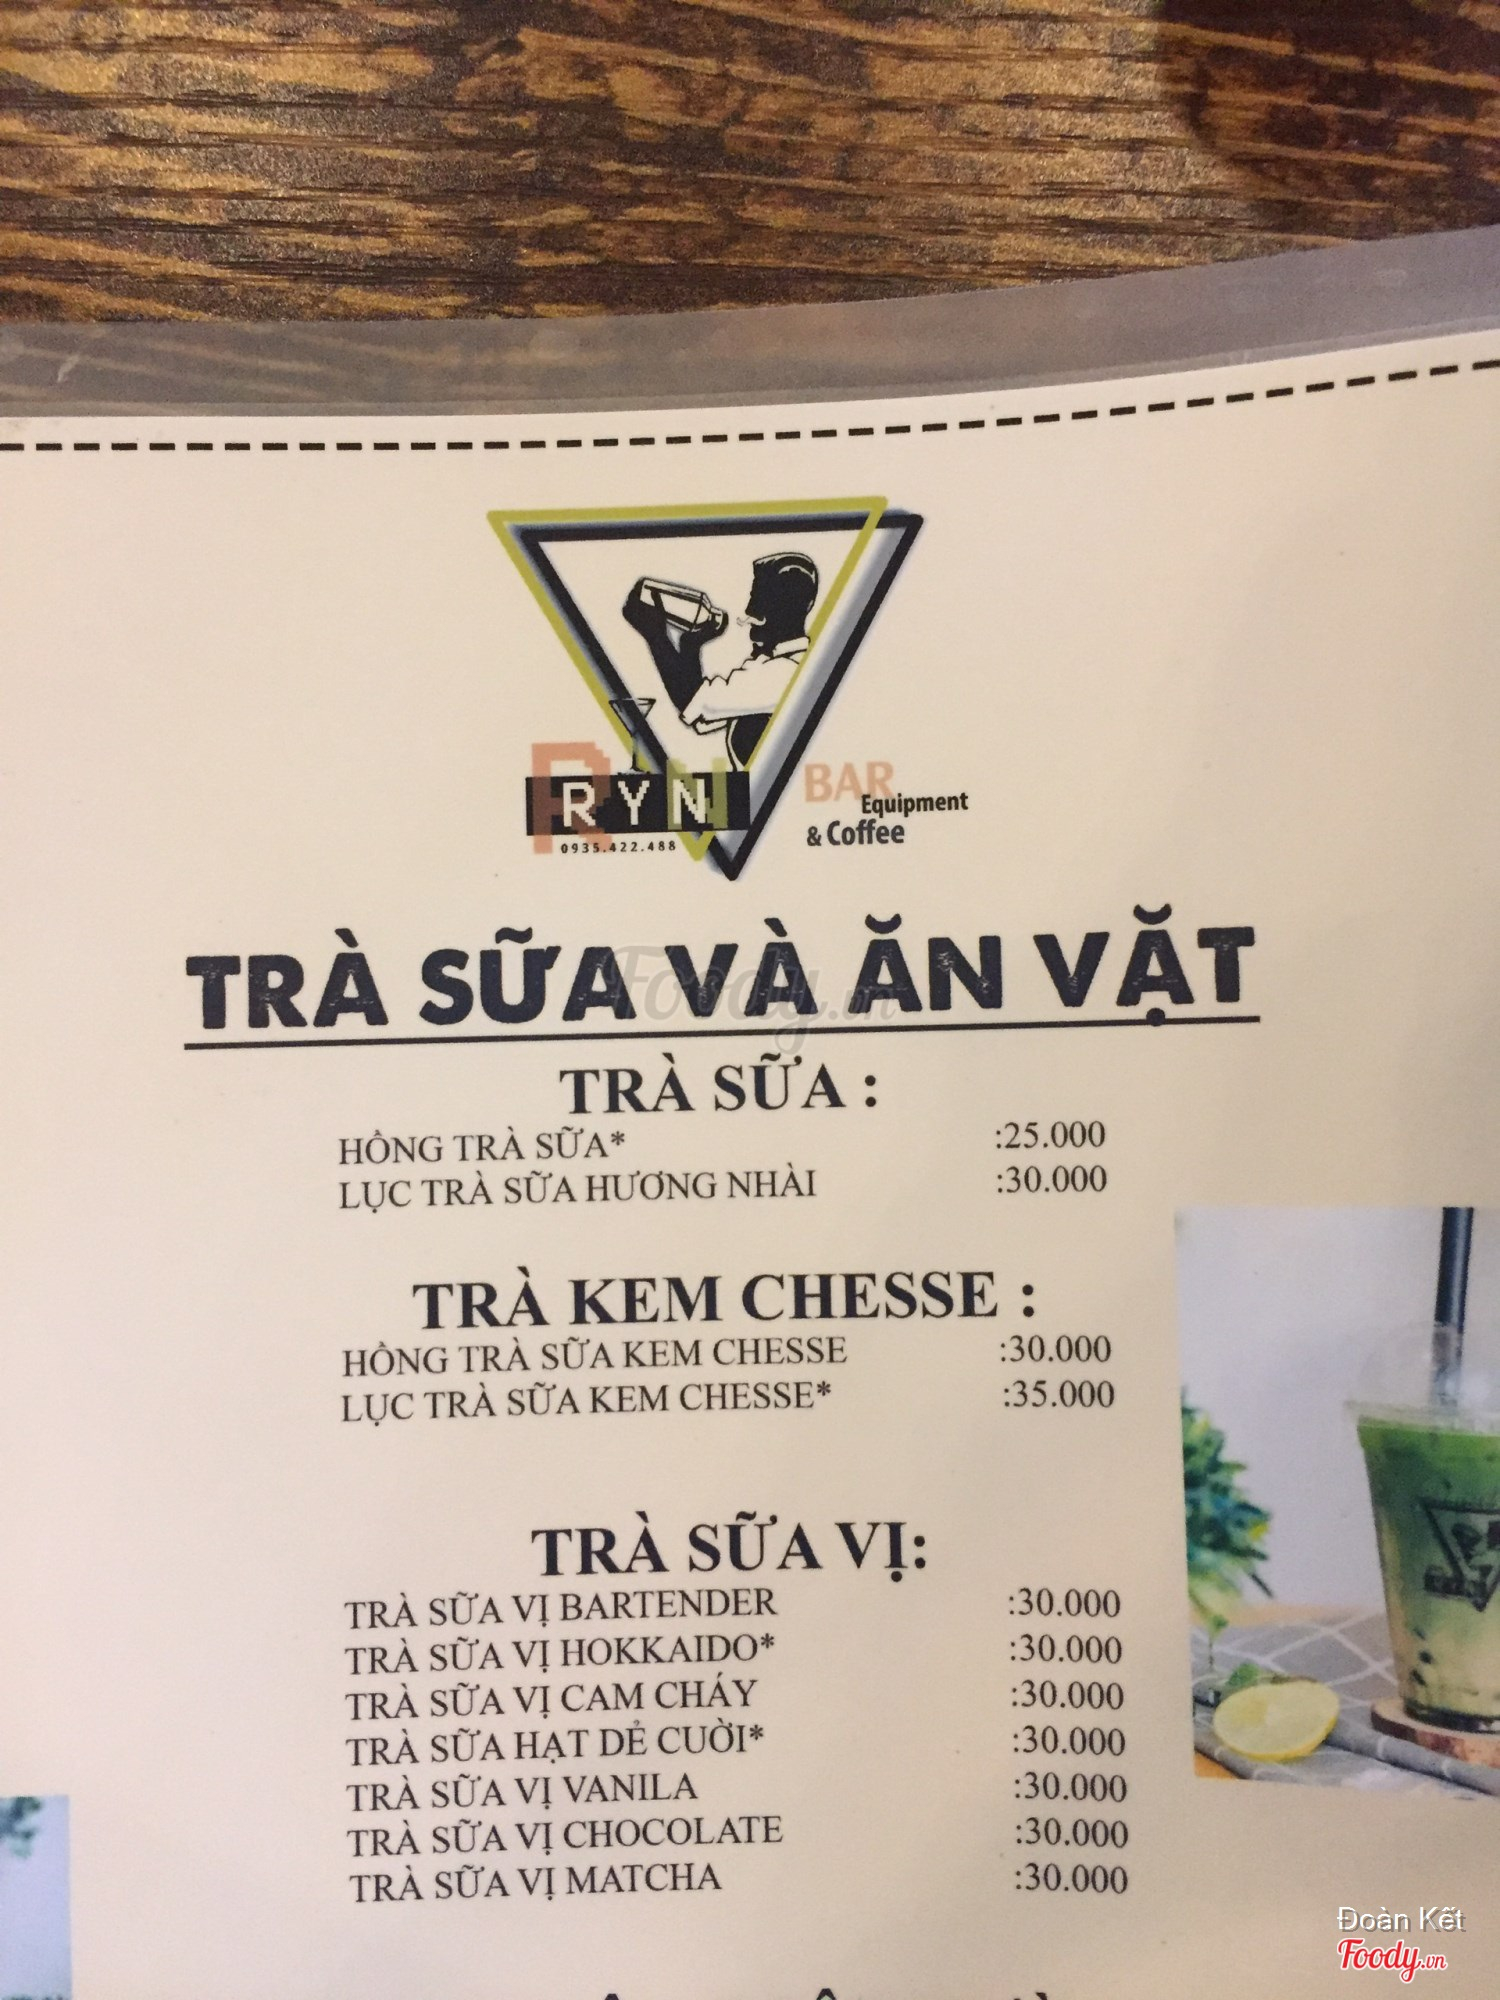 RYN
0935.422.488
BAR
Equipment
& Coffee
TRÀ SỮA VÀ ĂN VẶT
Foody.vn
TRÀ SỮA :
HỒNG TRÀ SỮA* :25.000
LỤC TRÀ SỮA HƯƠNG NHÀI :30.000
TRÀ KEM CHESSE :
HỒNG TRÀ SỮA KEM CHESSE :30.000
LỤC TRÀ SỮA KEM CHESSE* :35.000
TRÀ SỮA VỊ:
TRÀ SỮA VỊ BARTENDER :30.000
TRÀ SỮA VỊ HOKKAIDO* :30.000
TRÀ SỮA VỊ CAM CHÁY :30.000
TRÀ SỮA HẠT DẺ CUỜI* :30.000
TRÀ SỮA VỊ VANILA :30.000
TRÀ SỮA VỊ CHOCOLATE :30.000
TRÀ SỮA VỊ MATCHA :30.000
Đoàn Kết
Foody.vn